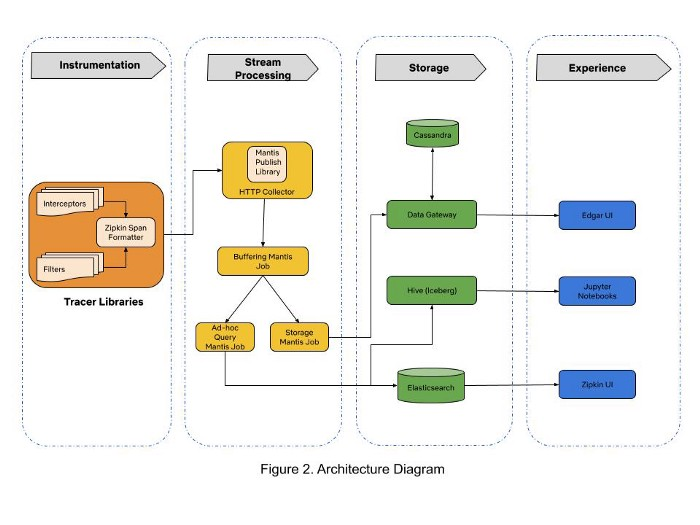 Instrumentation
Stream
Processing
Storage
Experience
Interceptors
Zipkin Span
Formatter
Filters
Tracer Libraries
Mantis
Publish
Library
HTTP Collector
Buffering Mantis
Job
Ad-hoc
Query
Mantis Job
Storage
Mantis Job
Cassandra
Data Gateway
Hive (Iceberg)
Elasticsearch
Edgar UI
Jupyter
Notebooks
Zipkin UI
Figure 2. Architecture Diagram